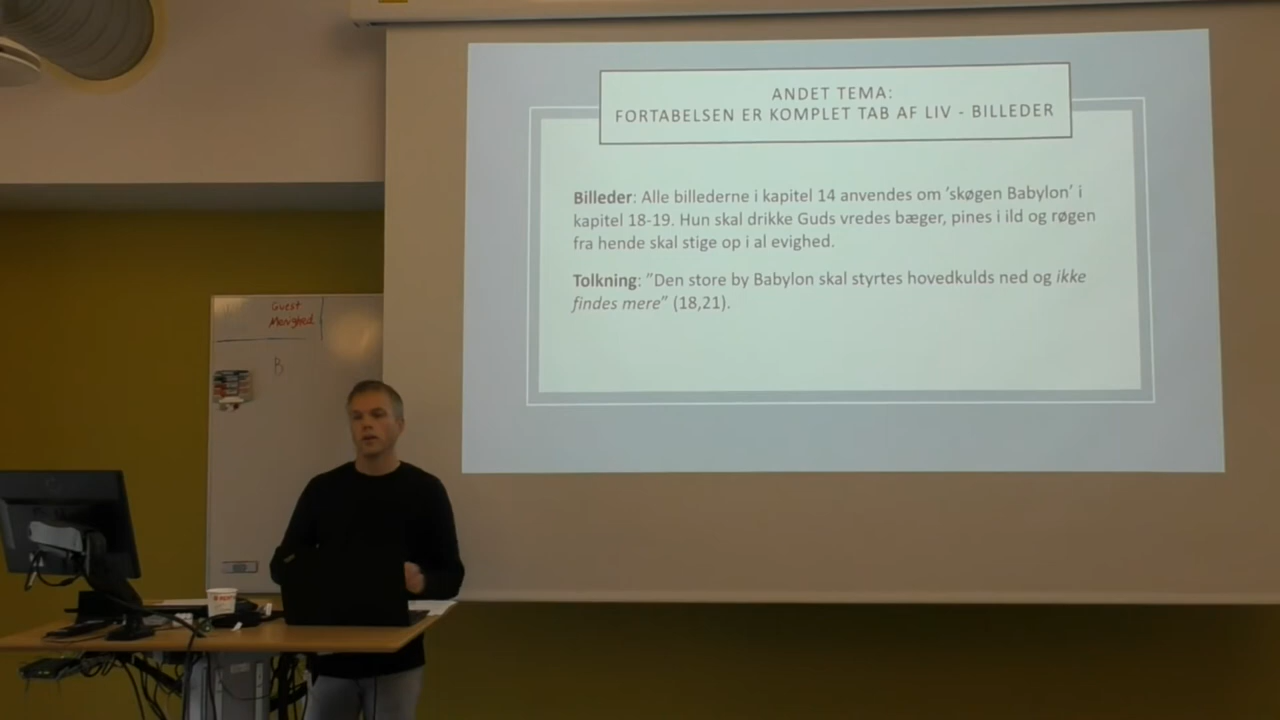 ANDET TEMA:
FORTABELSEN ER KOMPLET TAB AF LIV - BILLEDER
Billeder: Alle billederne i kapitel 14 anvendes om ’skøgen Babylon’ i
kapitel 18-19. Hun skal drikke Guds vredes bæger, pines i ild og røgen
fra hende skal stige op i al evighed.
Tolkning: ”Den store by Babylon skal styrtes hovedkulds ned og ikke
findes mere” (18,21).
Guest
B